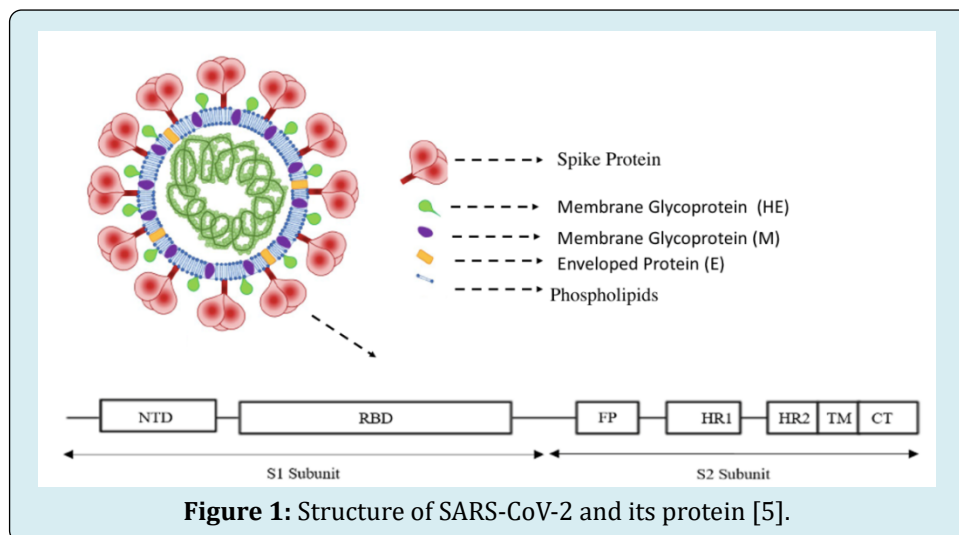 Spike Protein
Membrane Glycoprotein (HE)
Membrane Glycoprotein (M)
Enveloped Protein (E)
Phospholipids
NTD RBD FP HR1 HR2 TM CT
S1 Subunit S2 Subunit
Figure 1: Structure of SARS-CoV-2 and its protein [5].